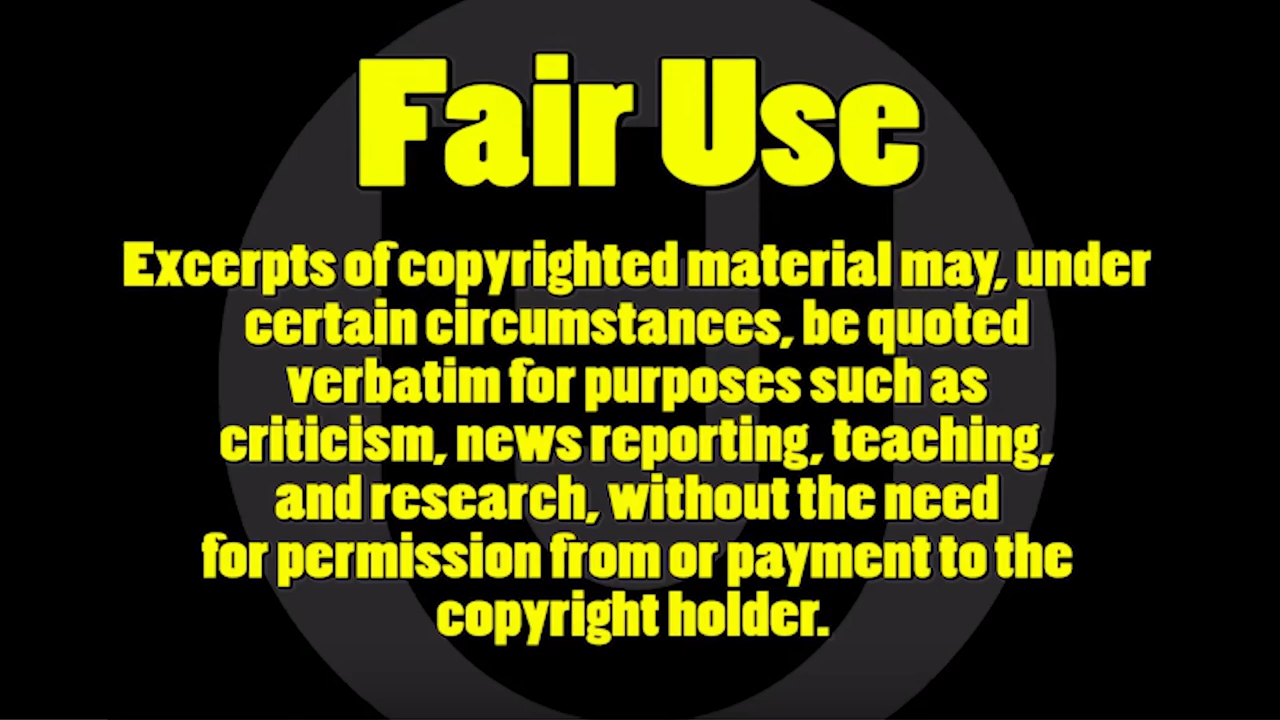 Fair Use
Excerpts of copyrighted material may, under
certain circumstances, be quoted
verbatim for purposes such as
criticism, news reporting, teaching,
and research, without the need
for permission from or payment to the
copyright holder.